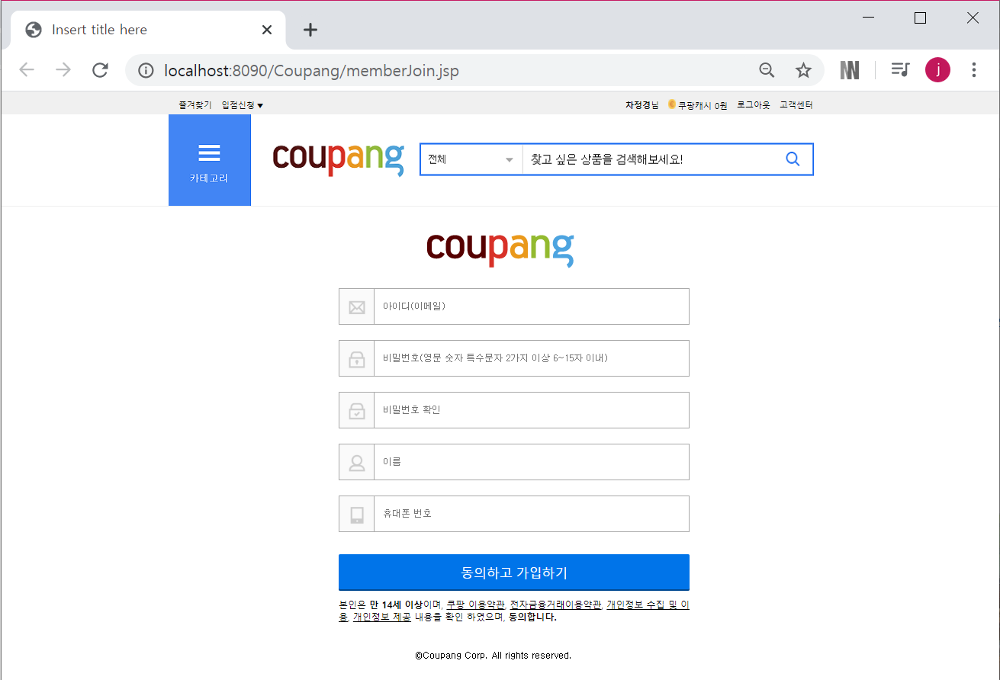 Insert title here
localhost:8090/Coupang/memberJoin.jsp
j
즐겨찾기 입점신청▼ 차정경님 쿠팡캐시 0원 로그아웃 고객센터
카테고리
coupang
전체
찾고 싶은 상품을 검색해보세요!
coupang
아이디(이메일)
비밀번호(영문 숫자 특수문자 2가지 이상 6~15자 이내)
비밀번호 확인
이름
휴대폰 번호
동의하고 가입하기
본인은 만 14세 이상이며, 쿠팡 이용약관, 전자금융거래이용약관, 개인정보 수집 및 이
용, 개인정보 제공 내용을 확인 하였으며, 동의합니다.
©Coupang Corp. All rights reserved.